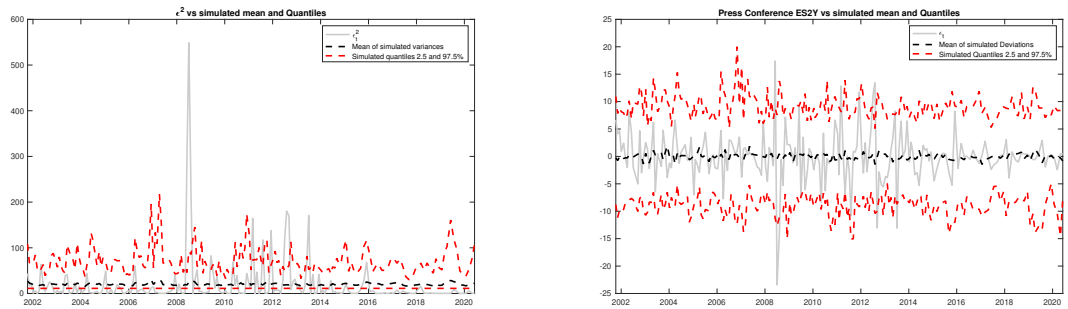 ϵ² vs simulated mean and Quantiles
600
500
400
300
200
100
0
2002 2004 2006 2008 2010 2012 2014 2016 2018 2020
ϵ²ₜ
Mean of simulated variances
Simulated quantiles 2.5 and 97.5%
Press Conference ES2Y vs simulated mean and Quantiles
25
20
15
10
5
0
-5
-10
-15
-20
-25
2002 2004 2006 2008 2010 2012 2014 2016 2018 2020
ϵₜ
Mean of simulated Deviations
Simulated Quantiles 2.5 and 97.5%